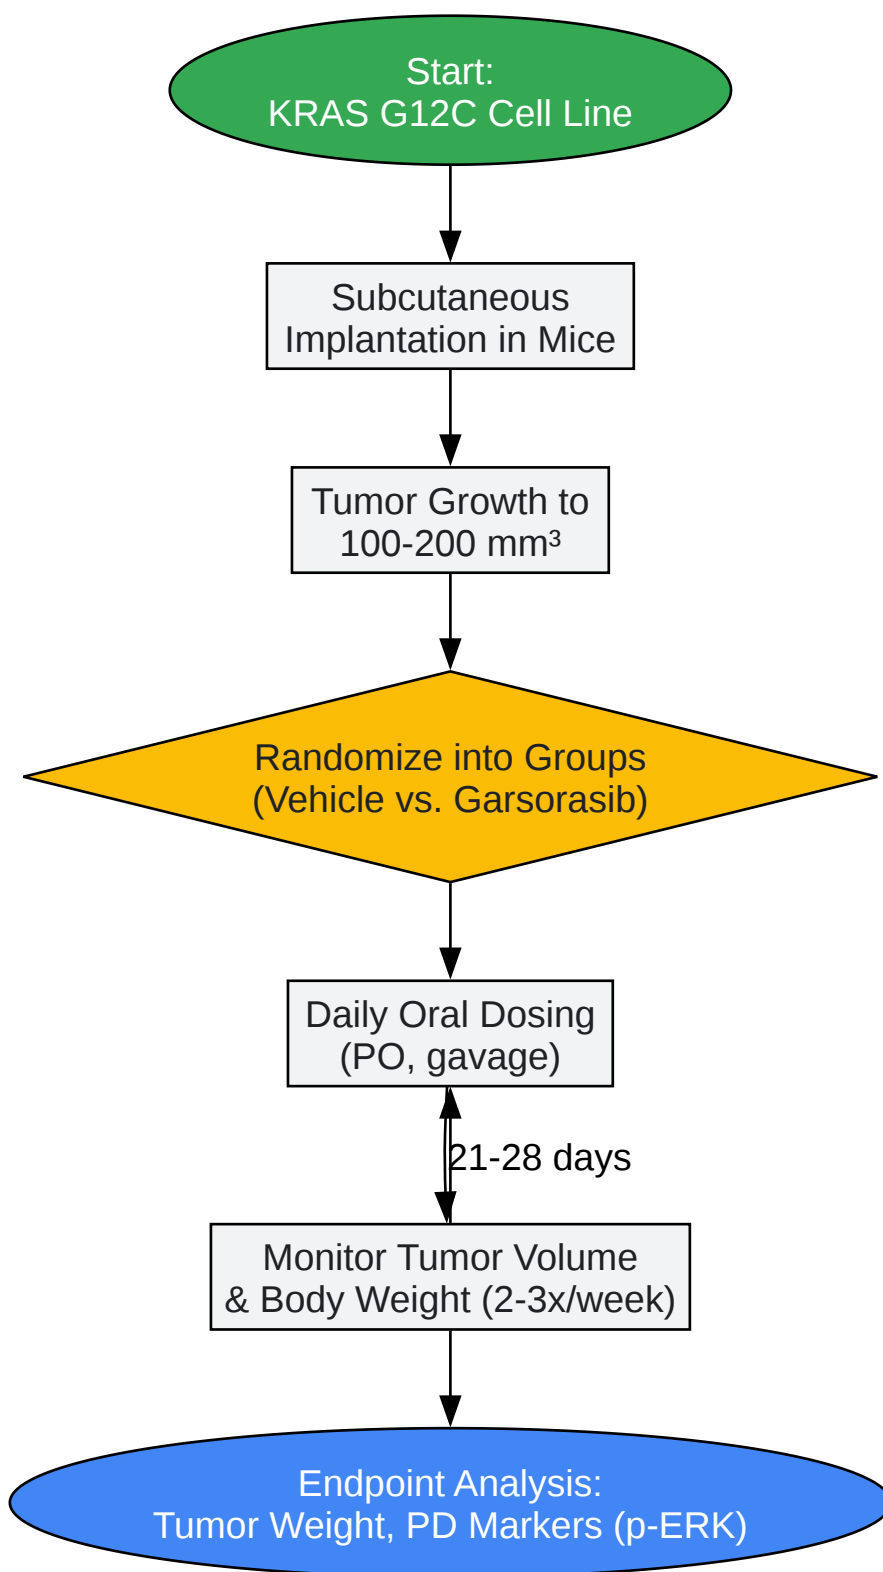 Start:
KRAS G12C Cell Line
Subcutaneous
Implantation in Mice
Tumor Growth to
100-200 mm³
Randomize into Groups
(Vehicle vs. Garsorasib)
Daily Oral Dosing
(PO, gavage)
21-28 days
Monitor Tumor Volume
& Body Weight (2-3x/week)
Endpoint Analysis:
Tumor Weight, PD Markers (p-ERK)